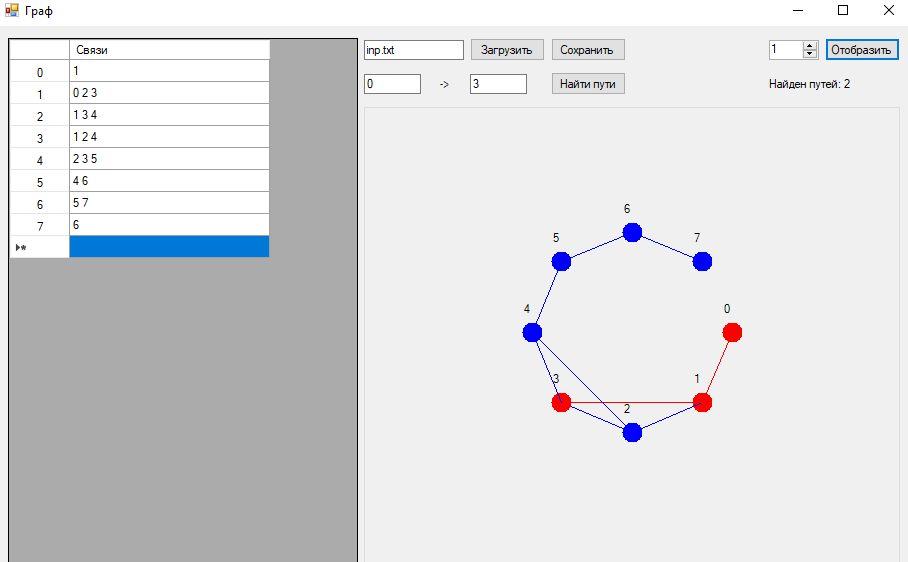 Граф
Связи
inp.txt Загрузить Сохранить 1 Отобразить
0 -> 3 Найти пути Найден путей: 2
0 1
1 0 2 3
2 1 3 4
3 1 2 4
4 2 3 5
5 4 6
6 5 7
7 6
6
5 7
4 0
3 1
2